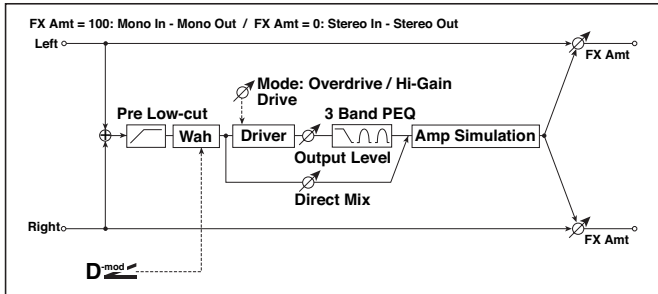 FX Amt = 100: Mono In - Mono Out / FX Amt = 0: Stereo In - Stereo Out
Left
FX Amt
Mode: Overdrive / Hi-Gain
Drive
Pre Low-cut
3 Band PEQ
Wah
Driver
Amp Simulation
Output Level
Direct Mix
Right
FX Amt
D-mod